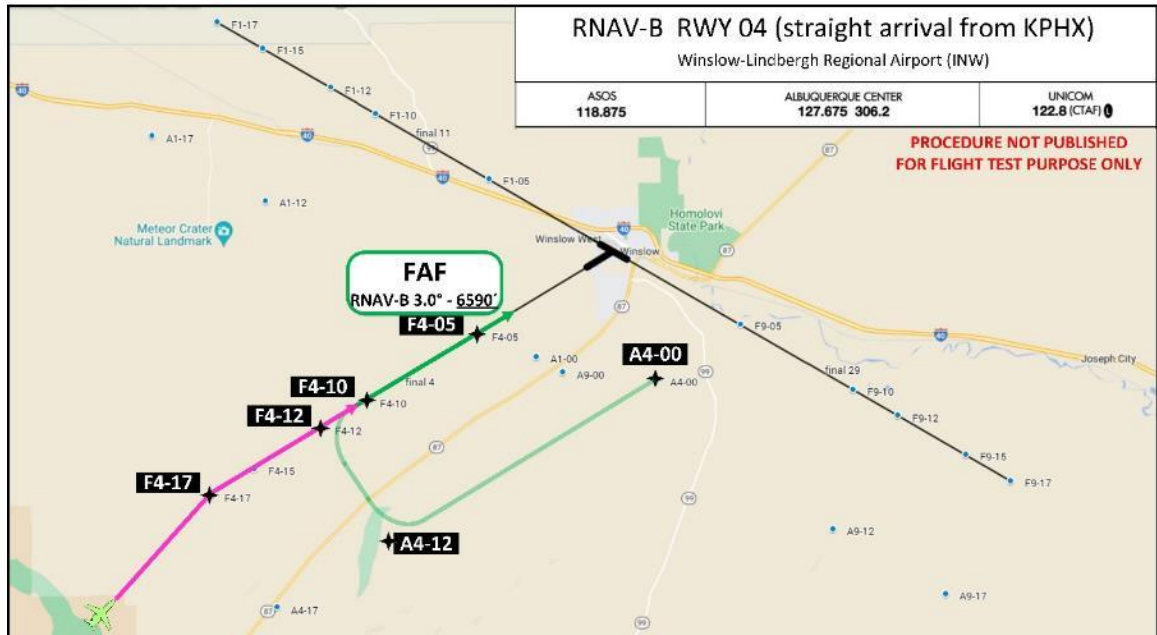 RNAV-B RWY 04 (straight arrival from KPHX)
Winslow-Lindbergh Regional Airport (INW)
ASOS
118.875
ALBUQUERQUE CENTER
127.675 306.2
UNICOM
122.8 (CTAF) L
PROCEDURE NOT PUBLISHED
FOR FLIGHT TEST PURPOSE ONLY
F1-17
F1-15
40
F1-12
F1-10
A1-17
final 11
40
99
87
87
F1-05
40
A1-12
Homolovi
State Park
Meteor Crater
Natural Landmark
Winslow West
40
Winslow
87
FAF
RNAV-B 3.0° - 6590´
87
F4-05
F4-05
F9-05
40
A1-00
A9-00
A4-00
A4-00
99
Joseph City
final 29
final 4
F4-10
F4-10
F9-10
F4-12
F4-12
F9-12
87
F4-15
F9-15
F4-17
F4-17
F9-17
99
A4-12
A9-12
A9-17
87
A4-17
99